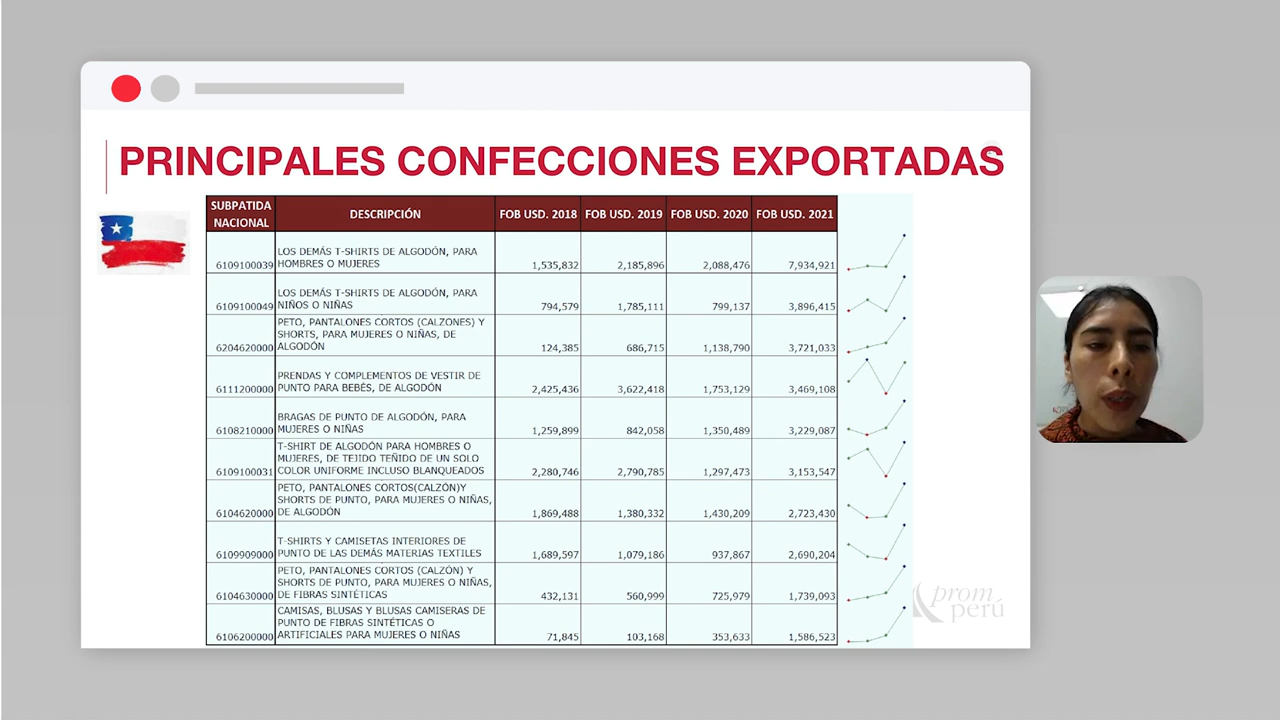 PRINCIPALES CONFECCIONES EXPORTADAS
SUBPATIDA
NACIONAL
DESCRIPCIÓN
FOB USD. 2018
FOB USD. 2019
FOB USD. 2020
FOB USD. 2021
LOS DEMÁS T-SHIRTS DE ALGODÓN, PARA
6109100039 HOMBRES O MUJERES 1,535,832 2,185,896 2,088,476 7,934,921
LOS DEMÁS T-SHIRTS DE ALGODÓN, PARA
6109100049 NIÑOS O NIÑAS 794,579 1,785,111 799,137 3,896,415
PETO, PANTALONES CORTOS (CALZONES) Y
SHORTS, PARA MUJERES O NIÑAS, DE
6204620000 ALGODÓN 124,385 686,715 1,138,790 3,721,033
PRENDAS Y COMPLEMENTOS DE VESTIR DE
6111200000 PUNTO PARA BEBÉS, DE ALGODÓN 2,425,436 3,622,418 1,753,129 3,469,108
BRAGAS DE PUNTO DE ALGODÓN, PARA
6108210000 MUJERES O NIÑAS 1,259,899 842,058 1,350,489 3,229,087
T-SHIRT DE ALGODÓN PARA HOMBRES O
MUJERES, DE TEJIDO TEÑIDO DE UN SOLO
6109100031 COLOR UNIFORME INCLUSO BLANQUEADOS 2,280,746 2,790,785 1,297,473 3,153,547
PETO, PANTALONES CORTOS(CALZÓN)Y
SHORTS DE PUNTO, PARA MUJERES O NIÑAS,
6104620000 DE ALGODÓN 1,869,488 1,380,332 1,430,209 2,723,430
T-SHIRTS Y CAMISETAS INTERIORES DE
6109909000 PUNTO DE LAS DEMÁS MATERIAS TEXTILES 1,689,597 1,079,186 937,867 2,690,204
PETO, PANTALONES CORTOS (CALZÓN) Y
SHORTS DE PUNTO, PARA MUJERES O NIÑAS,
6104630000 DE FIBRAS SINTÉTICAS 432,131 560,999 725,979 1,739,093
CAMISAS, BLUSAS Y BLUSAS CAMISERAS DE
PUNTO DE FIBRAS SINTÉTICAS O
6106200000 ARTIFICIALES PARA MUJERES O NIÑAS 71,845 103,168 353,633 1,586,523
prom
perú